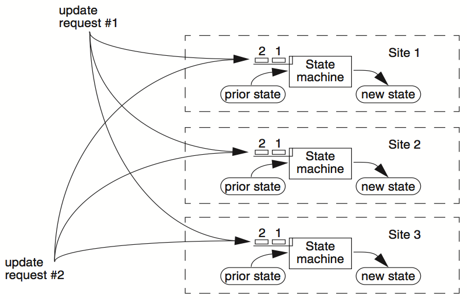 update
request #1
2 1
Site 1
State
machine
prior state
new state
2 1
Site 2
State
machine
prior state
new state
2 1
Site 3
State
machine
prior state
new state
update
request #2